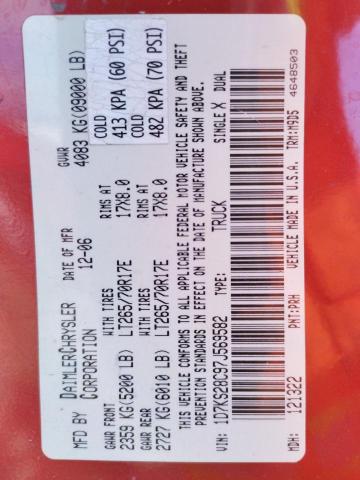 MFD BY DAIMLERCHRYSLER CORPORATION
DATE OF MFR 12-06
GVWR 4083 KG(09000 LB)
GAWR FRONT WITH TIRES RIMS AT COLD
2359 KG(5200 LB) LT265/70R17E 17X8.0 413 KPA (60 PSI)
GAWR REAR WITH TIRES RIMS AT COLD
2727 KG(6010 LB) LT265/70R17E 17X8.0 482 KPA (70 PSI)
THIS VEHICLE CONFORMS TO ALL APPLICABLE FEDERAL MOTOR VEHICLE SAFETY AND THEFT
PREVENTION STANDARDS IN EFFECT ON THE DATE OF MANUFACTURE SHOWN ABOVE.
VIN: 1D7KS28C97J569582 TYPE: TRUCK SINGLE X DUAL
MDH: 121322 PNT: PRH VEHICLE MADE IN U.S.A. TRM: M9D5
4648503